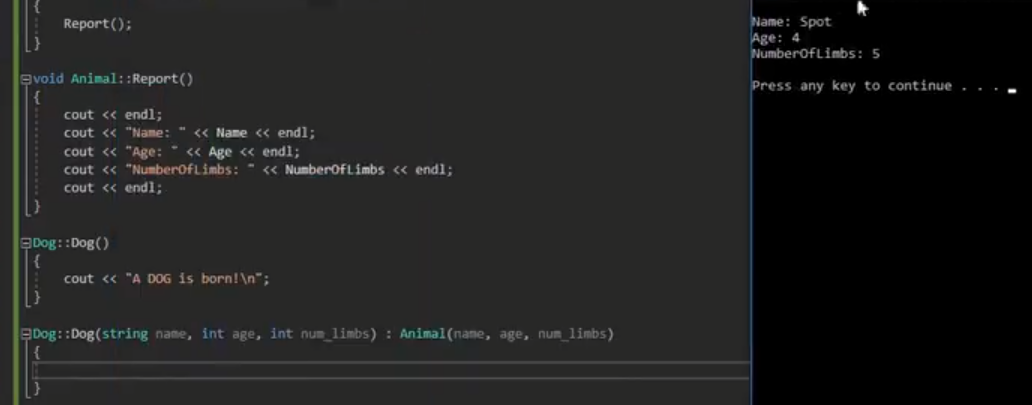 {
Report();
}
void Animal::Report()
{
cout << endl;
cout << "Name: " << Name << endl;
cout << "Age: " << Age << endl;
cout << "NumberOfLimbs: " << NumberOfLimbs << endl;
cout << endl;
}
Dog::Dog()
{
cout << "A DOG is born!\n";
}
Dog::Dog(string name, int age, int num_limbs) : Animal(name, age, num_limbs)
{
}
Name: Spot
Age: 4
NumberOfLimbs: 5
Press any key to continue . . .